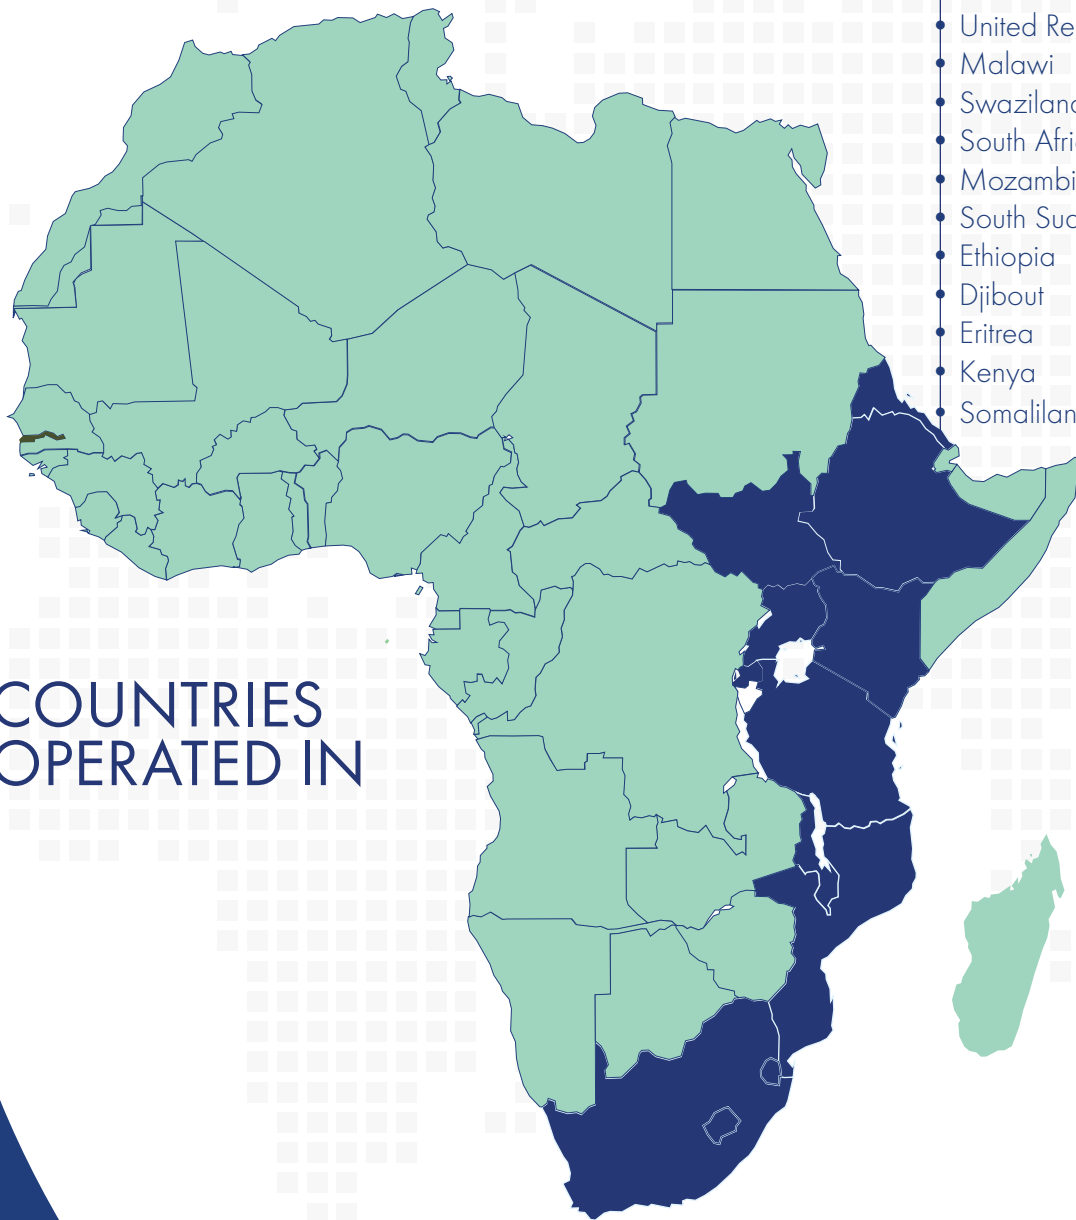 United Re
Malawi
Swazilanc
South Afri
Mozambi
South Suc
Ethiopia
Djibout
Eritrea
Kenya
Somalilan
COUNTRIES
OPERATED IN